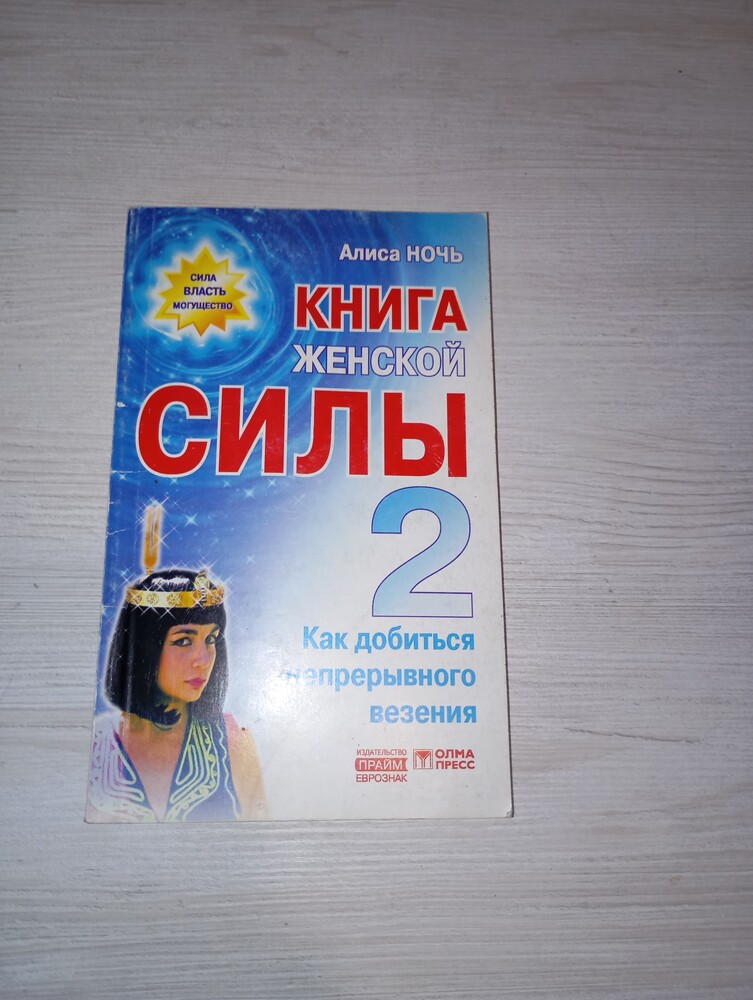 Алиса НОЧЬ
СИЛА
ВЛАСТЬ
МОГУЩЕСТВО
КНИГА
ЖЕНСКОЙ
СИЛЫ
2
Как добиться
непрерывного
везения
ИЗДАТЕЛЬСТВО
ПРАЙМ
ЕВРОЗНАК
ОЛМА
ПРЕСС